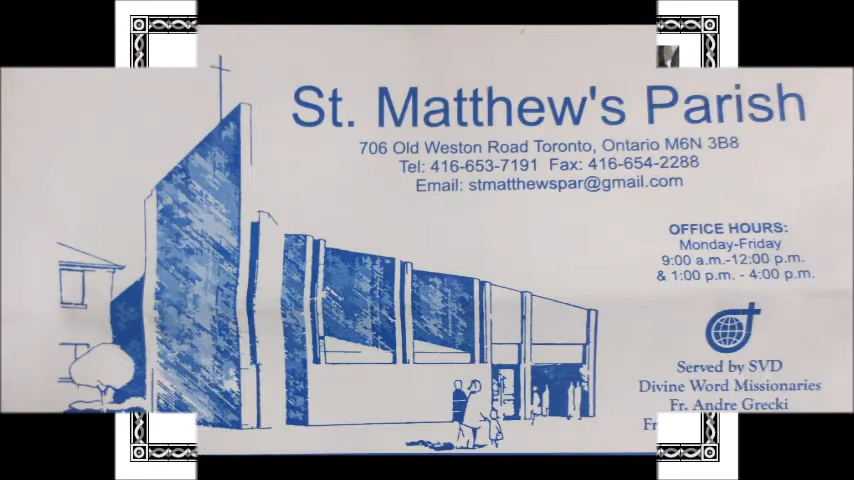 St. Matthew's Parish
706 Old Weston Road Toronto, Ontario M6N 3B8
Tel: 416-653-7191 Fax: 416-654-2288
Email: stmatthewspar@gmail.com
OFFICE HOURS:
Monday-Friday
9:00 a.m.-12:00 p.m.
& 1:00 p.m. - 4:00 p.m.
Served by SVD
Divine Word Missionaries
Fr. Andre Grecki